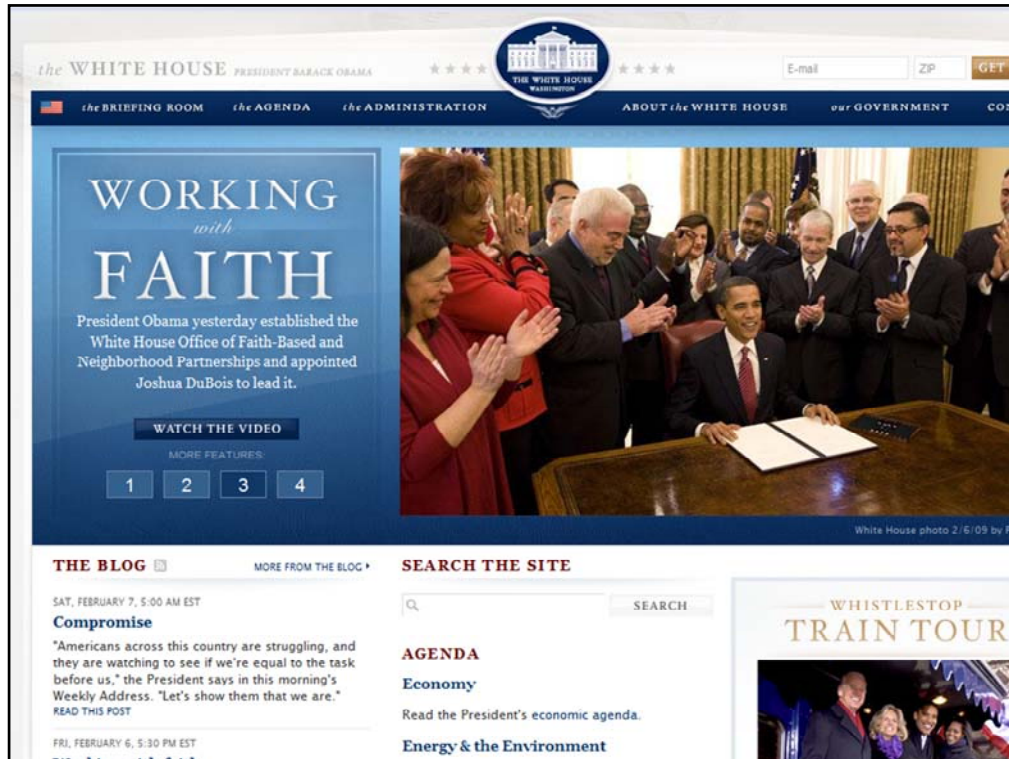 the WHITE HOUSE PRESIDENT BARACK OBAMA
THE WHITE HOUSE
WASHINGTON
E-mail
ZIP
GET
the BRIEFING ROOM
the AGENDA
the ADMINISTRATION
ABOUT the WHITE HOUSE
our GOVERNMENT
CON
WORKING
with
FAITH
President Obama yesterday established the
White House Office of Faith-Based and
Neighborhood Partnerships and appointed
Joshua DuBois to lead it.
WATCH THE VIDEO
MORE FEATURES:
1 2 3 4
White House photo 2/6/09 by P
THE BLOG
MORE FROM THE BLOG
SAT, FEBRUARY 7, 5:00 AM EST
Compromise
"Americans across this country are struggling, and
they are watching to see if we're equal to the task
before us," the President says in this morning's
Weekly Address. "Let's show them that we are."
READ THIS POST
FRI, FEBRUARY 6, 5:30 PM EST
SEARCH THE SITE
SEARCH
AGENDA
Economy
Read the President's economic agenda.
Energy & the Environment
WHISTLESTOP
TRAIN TOUR